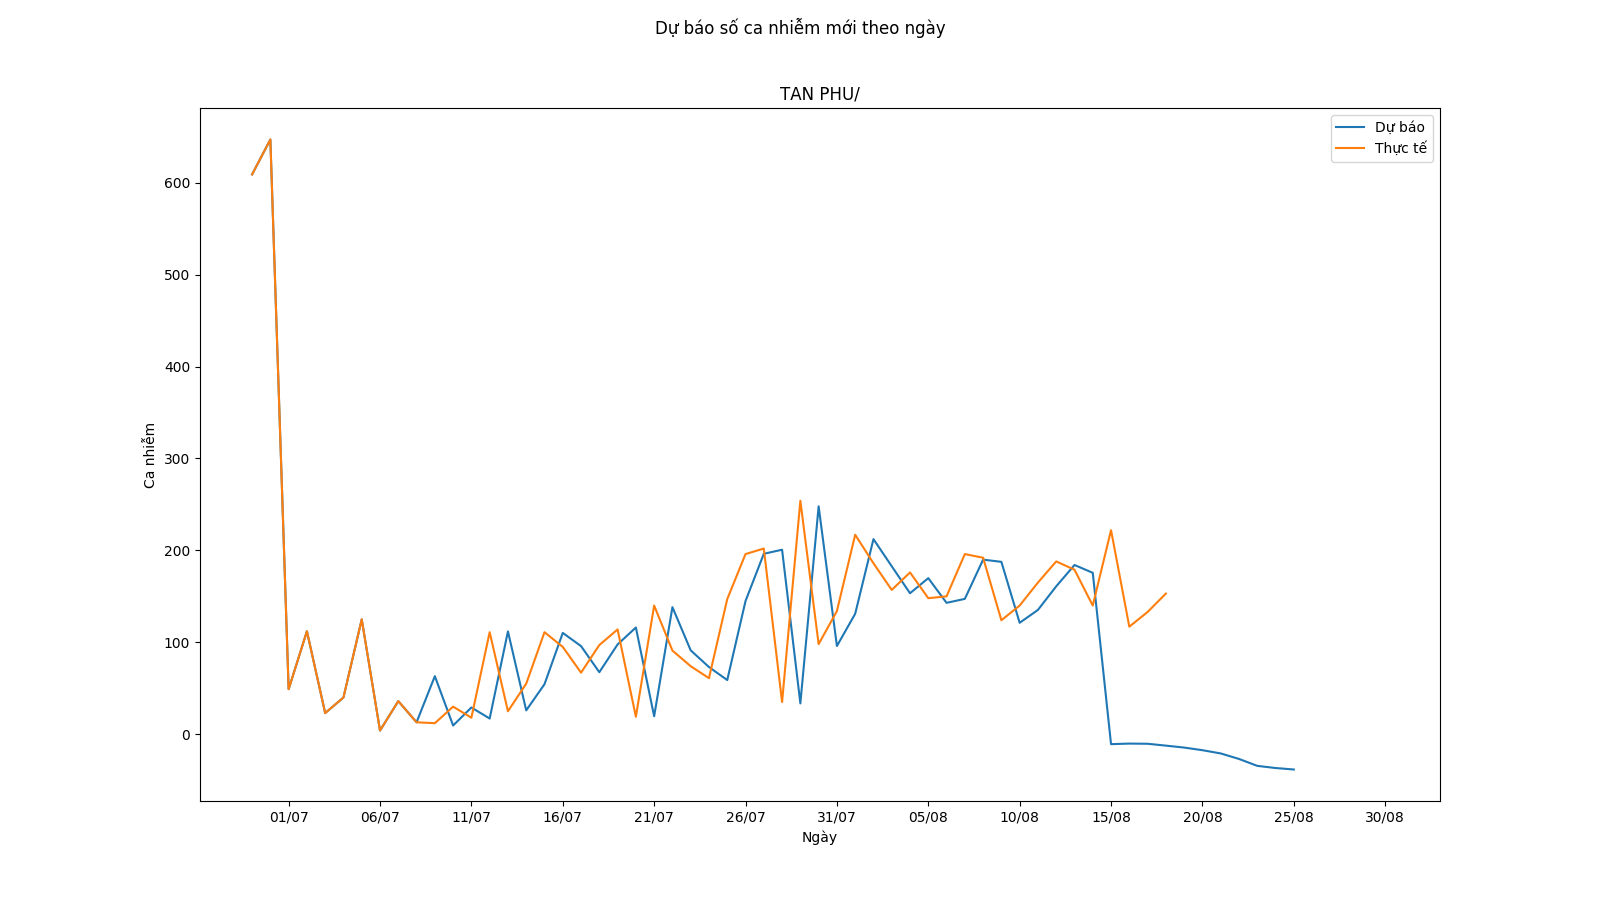 Dự báo số ca nhiễm mới theo ngày
TAN PHU/
Dự báo
Thực tế
600
500
400
300
200
100
0
Ca nhiễm
01/07 06/07 11/07 16/07 21/07 26/07 31/07 05/08 10/08 15/08 20/08 25/08 30/08
Ngày